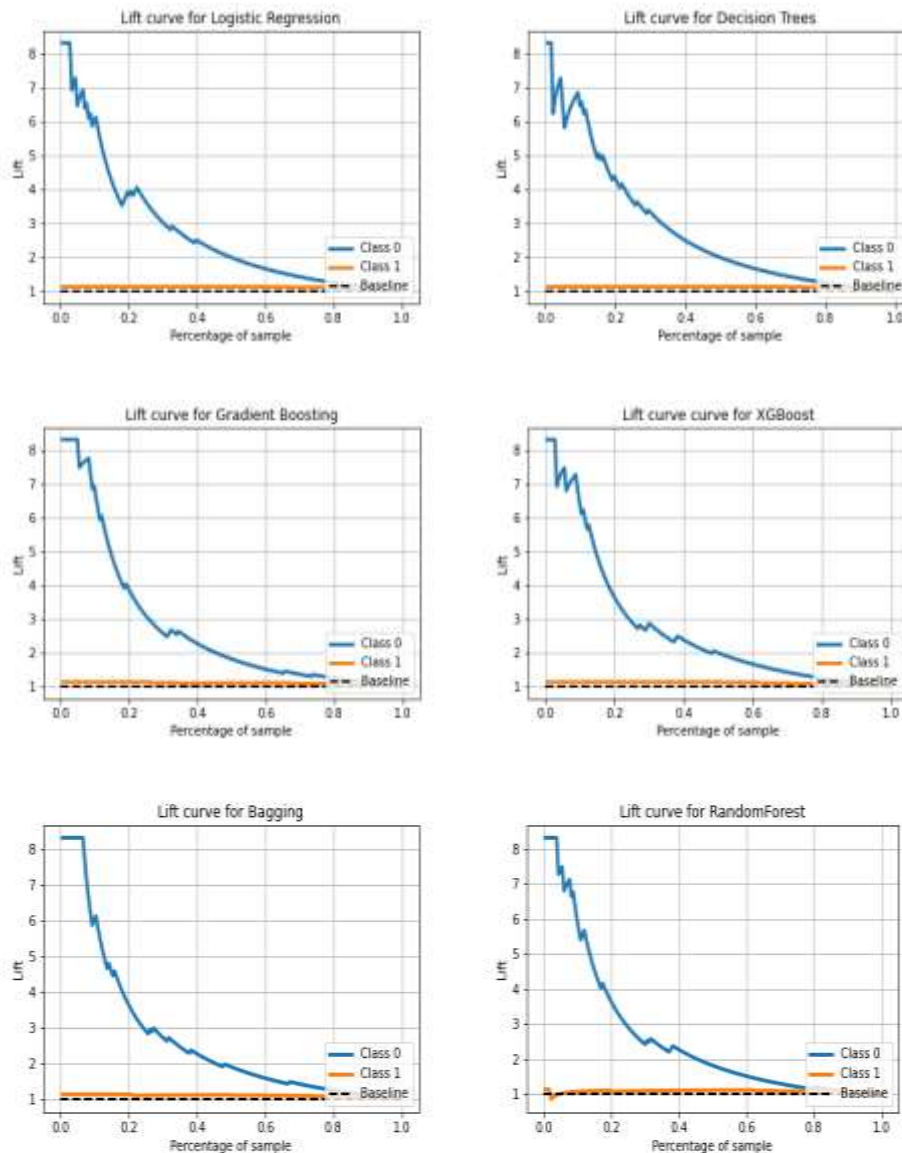 Lift curve for Logistic Regression
8
7
6
5
4
3
2
1
Lift
Class 0
Class 1
Baseline
0.0 0.2 0.4 0.6 0.8 1.0
Percentage of sample
Lift curve for Decision Trees
8
7
6
5
4
3
2
1
Lift
Class 0
Class 1
Baseline
0.0 0.2 0.4 0.6 0.8 1.0
Percentage of sample
Lift curve for Gradient Boosting
8
7
6
5
4
3
2
1
Lift
Class 0
Class 1
Baseline
0.0 0.2 0.4 0.6 0.8 1.0
Percentage of sample
Lift curve curve for XGBoost
8
7
6
5
4
3
2
1
Lift
Class 0
Class 1
Baseline
0.0 0.2 0.4 0.6 0.8 1.0
Percentage of sample
Lift curve for Bagging
8
7
6
5
4
3
2
1
Lift
Class 0
Class 1
Baseline
0.0 0.2 0.4 0.6 0.8 1.0
Percentage of sample
Lift curve for RandomForest
8
7
6
5
4
3
2
1
Lift
Class 0
Class 1
Baseline
0.0 0.2 0.4 0.6 0.8 1.0
Percentage of sample